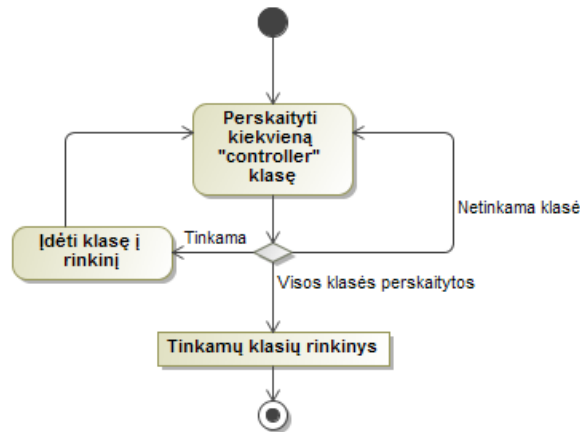 Perskaityti
kiekvieną
"controller"
klasę
Netinkama klasė
Tinkama
Įdėti klasę į
rinkinį
Visos klasės perskaitytos
Tinkamų klasių rinkinys